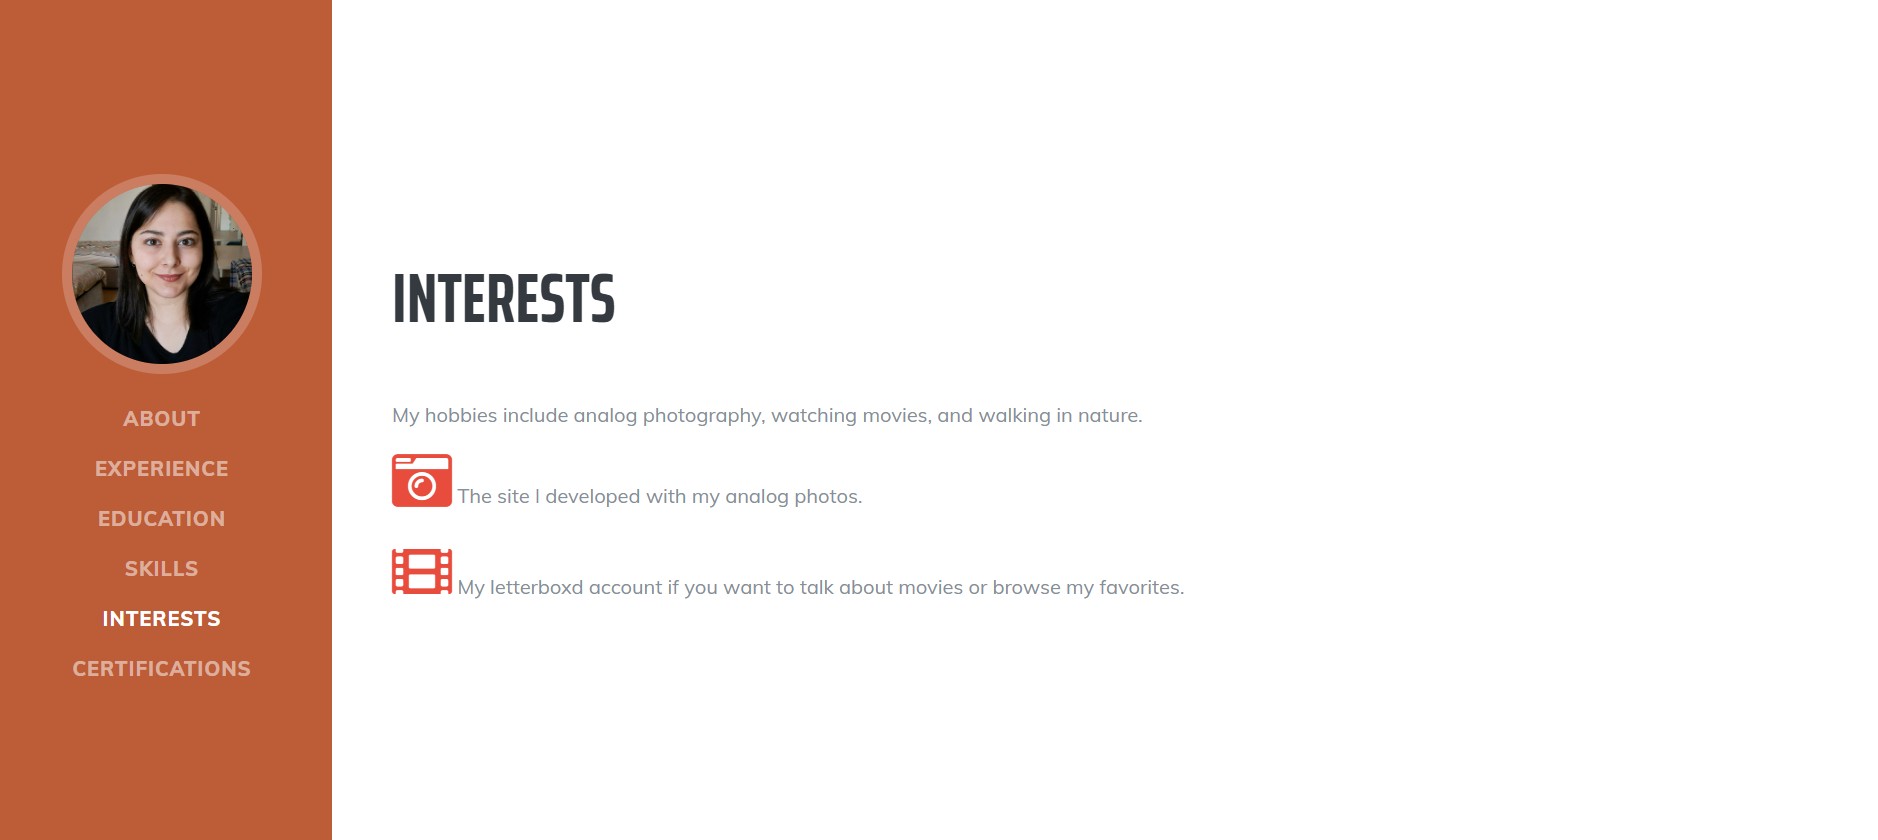 ABOUT
EXPERIENCE
EDUCATION
SKILLS
INTERESTS
CERTIFICATIONS
INTERESTS
My hobbies include analog photography, watching movies, and walking in nature.
The site I developed with my analog photos.
My letterboxd account if you want to talk about movies or browse my favorites.